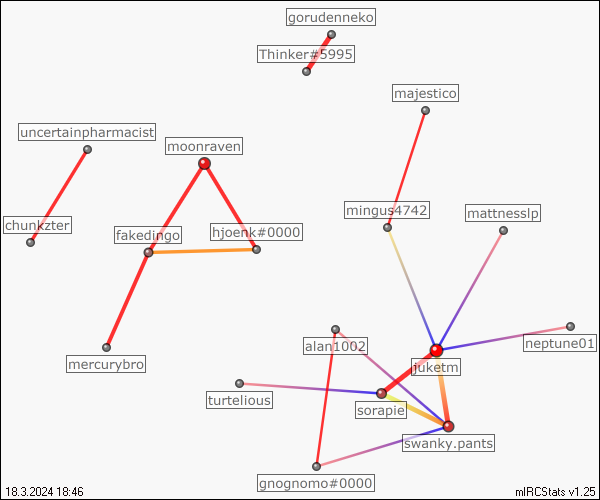 gorudenneko
Thinker#5995
majestico
uncertainpharmacist
moonraven
mingus4742
mattnesslp
chunkzter
fakedingo
hjoenk#0000
alan1002
neptune01
mercurybro
juketm
turtelious
sorapie
swanky.pants
gnognomo#0000
18.3.2024 18:46
mIRCStats v1.25